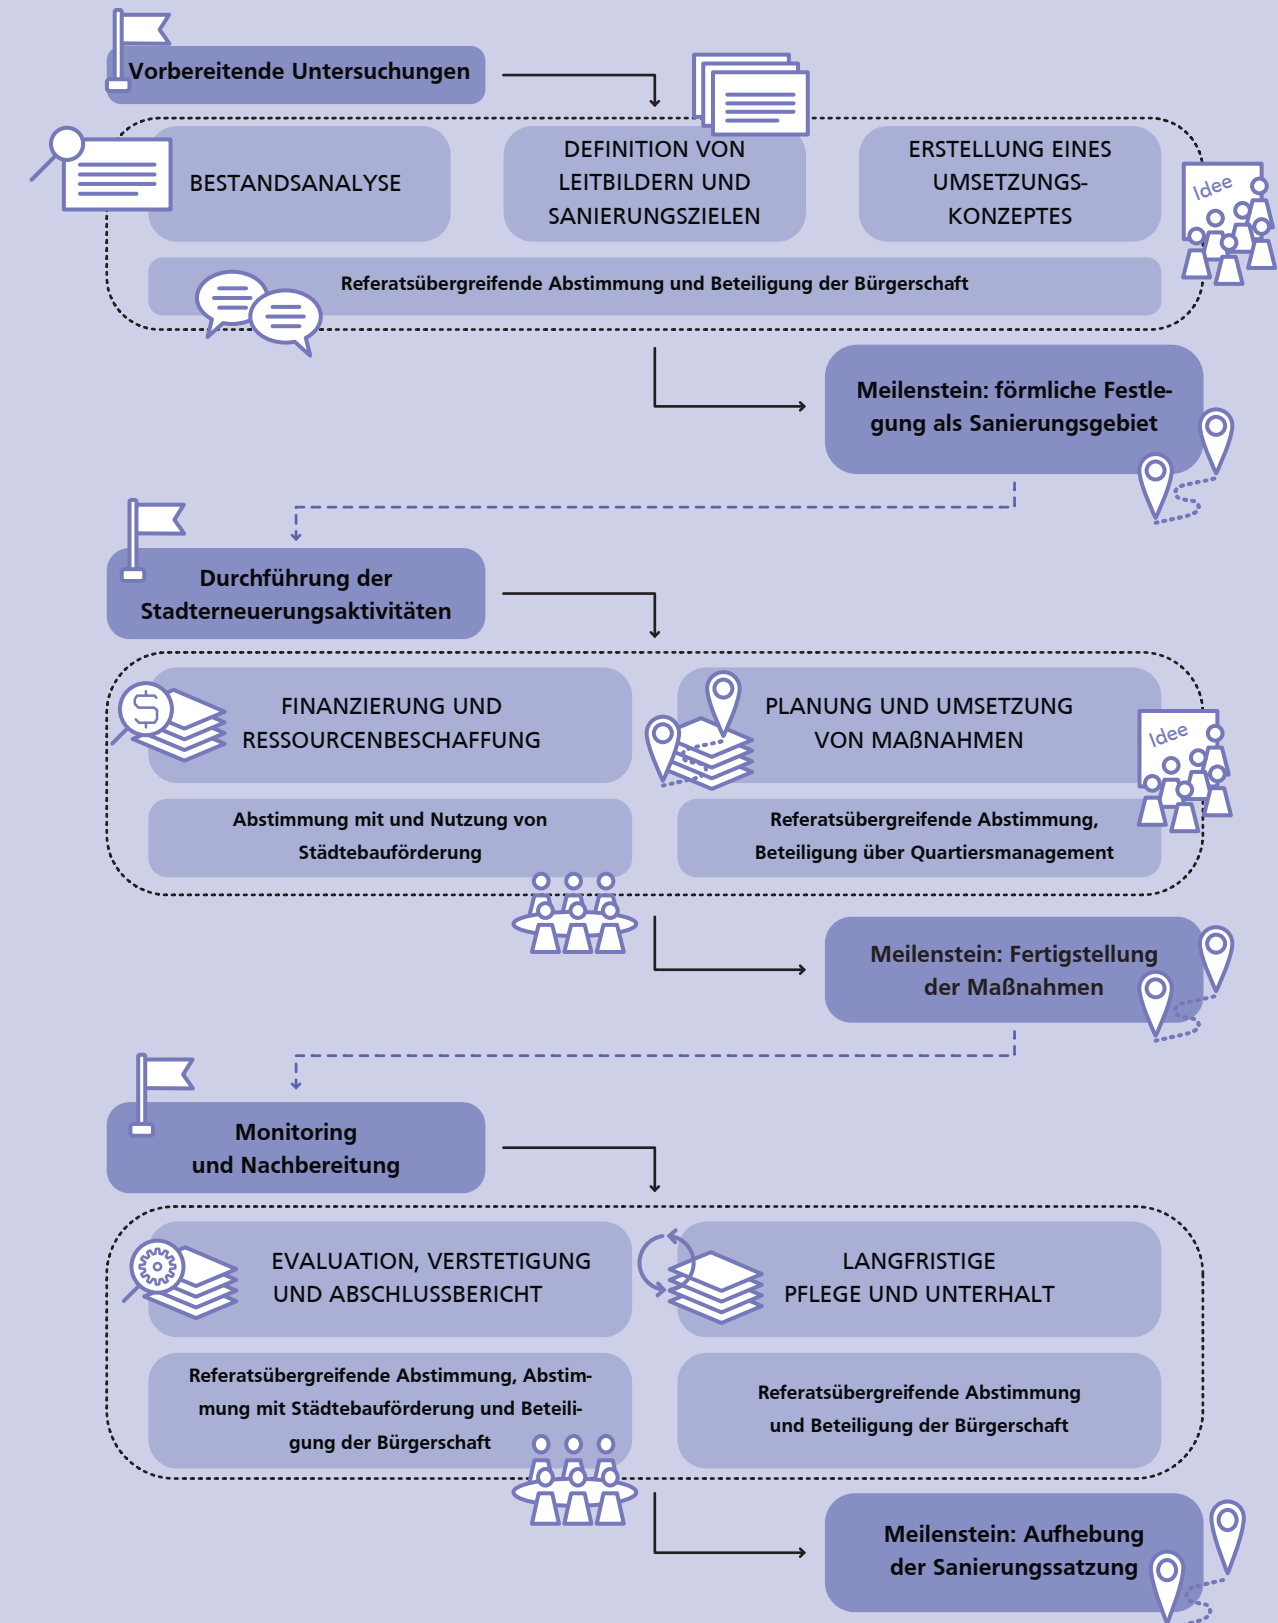 Vorbereitende Untersuchungen
BESTANDSANALYSE
DEFINITION VON
LEITBILDERN UND
SANIERUNGSZIELEN
ERSTELLUNG EINES
UMSETZUNGS-
KONZEPTES
Idee
Referatsübergreifende Abstimmung und Beteiligung der Bürgerschaft
Meilenstein: förmliche Festle-
gung als Sanierungsgebiet
Durchführung der
Stadterneuerungsaktivitäten
FINANZIERUNG UND
RESSOURCENBESCHAFFUNG
PLANUNG UND UMSETZUNG
VON MAßNAHMEN
Idee
Abstimmung mit und Nutzung von
Städtebauförderung
Referatsübergreifende Abstimmung,
Beteiligung über Quartiersmanagement
Meilenstein: Fertigstellung
der Maßnahmen
Monitoring
und Nachbereitung
EVALUATION, VERSTETIGUNG
UND ABSCHLUSSBERICHT
LANGFRISTIGE
PFLEGE UND UNTERHALT
Referatsübergreifende Abstimmung, Abstim-
mung mit Städtebauförderung und Beteili-
gung der Bürgerschaft
Referatsübergreifende Abstimmung
und Beteiligung der Bürgerschaft
Meilenstein: Aufhebung
der Sanierungssatzung